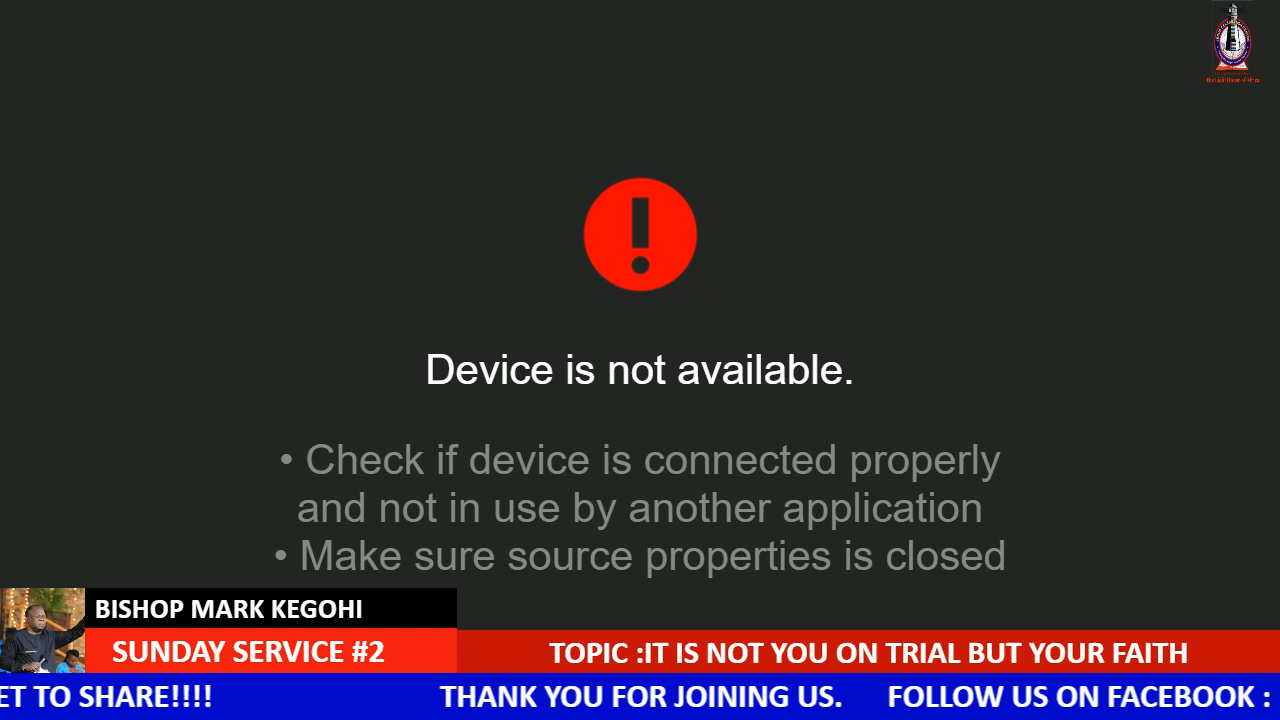 Device is not available.
• Check if device is connected properly
and not in use by another application
• Make sure source properties is closed
BISHOP MARK KEGOHI
SUNDAY SERVICE #2
TOPIC :IT IS NOT YOU ON TRIAL BUT YOUR FAITH
ET TO SHARE!!!! THANK YOU FOR JOINING US. FOLLOW US ON FACEBOOK :